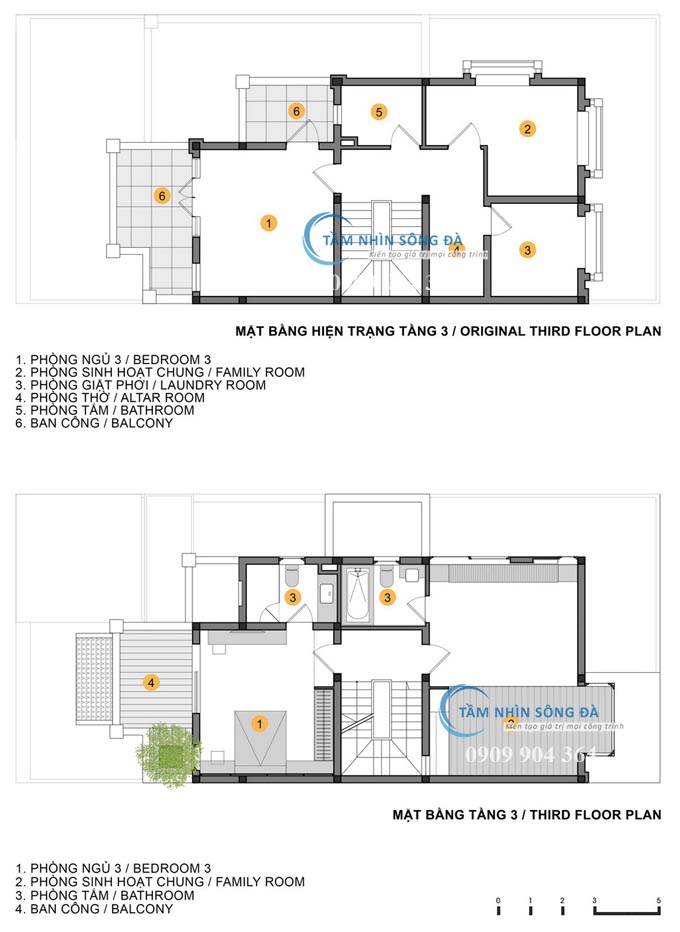 6
5
2
6
1
4
3
TẦM NHÌN SÔNG ĐÀ
Kiến tạo giá trị mọi công trình
MẶT BẰNG HIỆN TRẠNG TẦNG 3 / ORIGINAL THIRD FLOOR PLAN
1. PHÒNG NGỦ 3 / BEDROOM 3
2. PHÒNG SINH HOẠT CHUNG / FAMILY ROOM
3. PHÒNG GIẶT PHƠI / LAUNDRY ROOM
4. PHÒNG THỜ / ALTAR ROOM
5. PHÒNG TẮM / BATHROOM
6. BAN CÔNG / BALCONY
3
3
4
1
TẦM NHÌN SÔNG ĐÀ
Kiến tạo giá trị mọi công trình
0909 904 364
MẶT BẰNG TẦNG 3 / THIRD FLOOR PLAN
1. PHÒNG NGỦ 3 / BEDROOM 3
2. PHÒNG SINH HOẠT CHUNG / FAMILY ROOM
3. PHÒNG TẮM / BATHROOM
4. BAN CÔNG / BALCONY
0 1 2 3 5